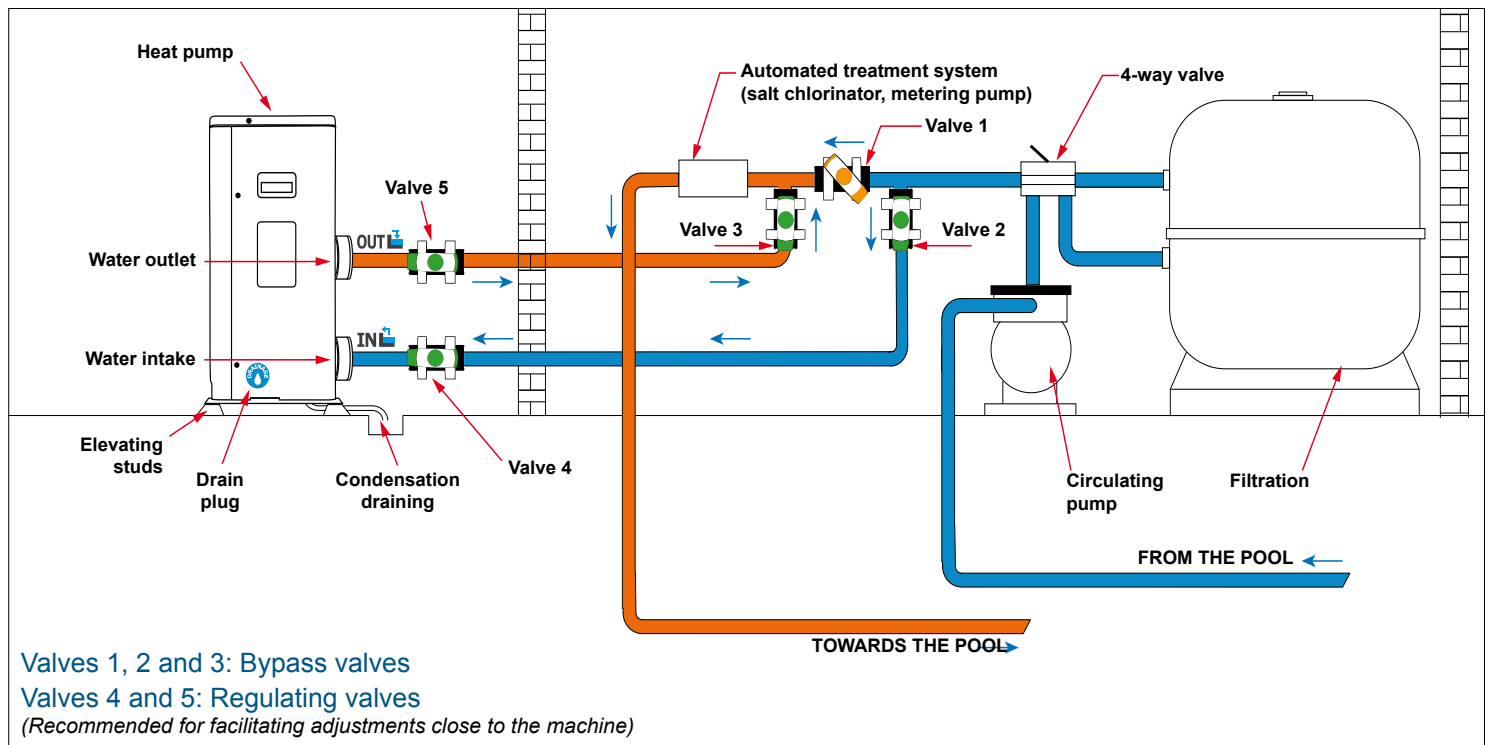 Heat pump
Automated treatment system
(salt chlorinator, metering pump)
4-way valve
Valve 1
Valve 5
Valve 3
Valve 2
OUT
Water outlet
IN
Water intake
DRAINAGE
Elevating
studs
Drain
plug
Condensation
draining
Valve 4
Circulating
pump
Filtration
FROM THE POOL
TOWARDS THE POOL
Valves 1, 2 and 3: Bypass valves
Valves 4 and 5: Regulating valves
(Recommended for facilitating adjustments close to the machine)